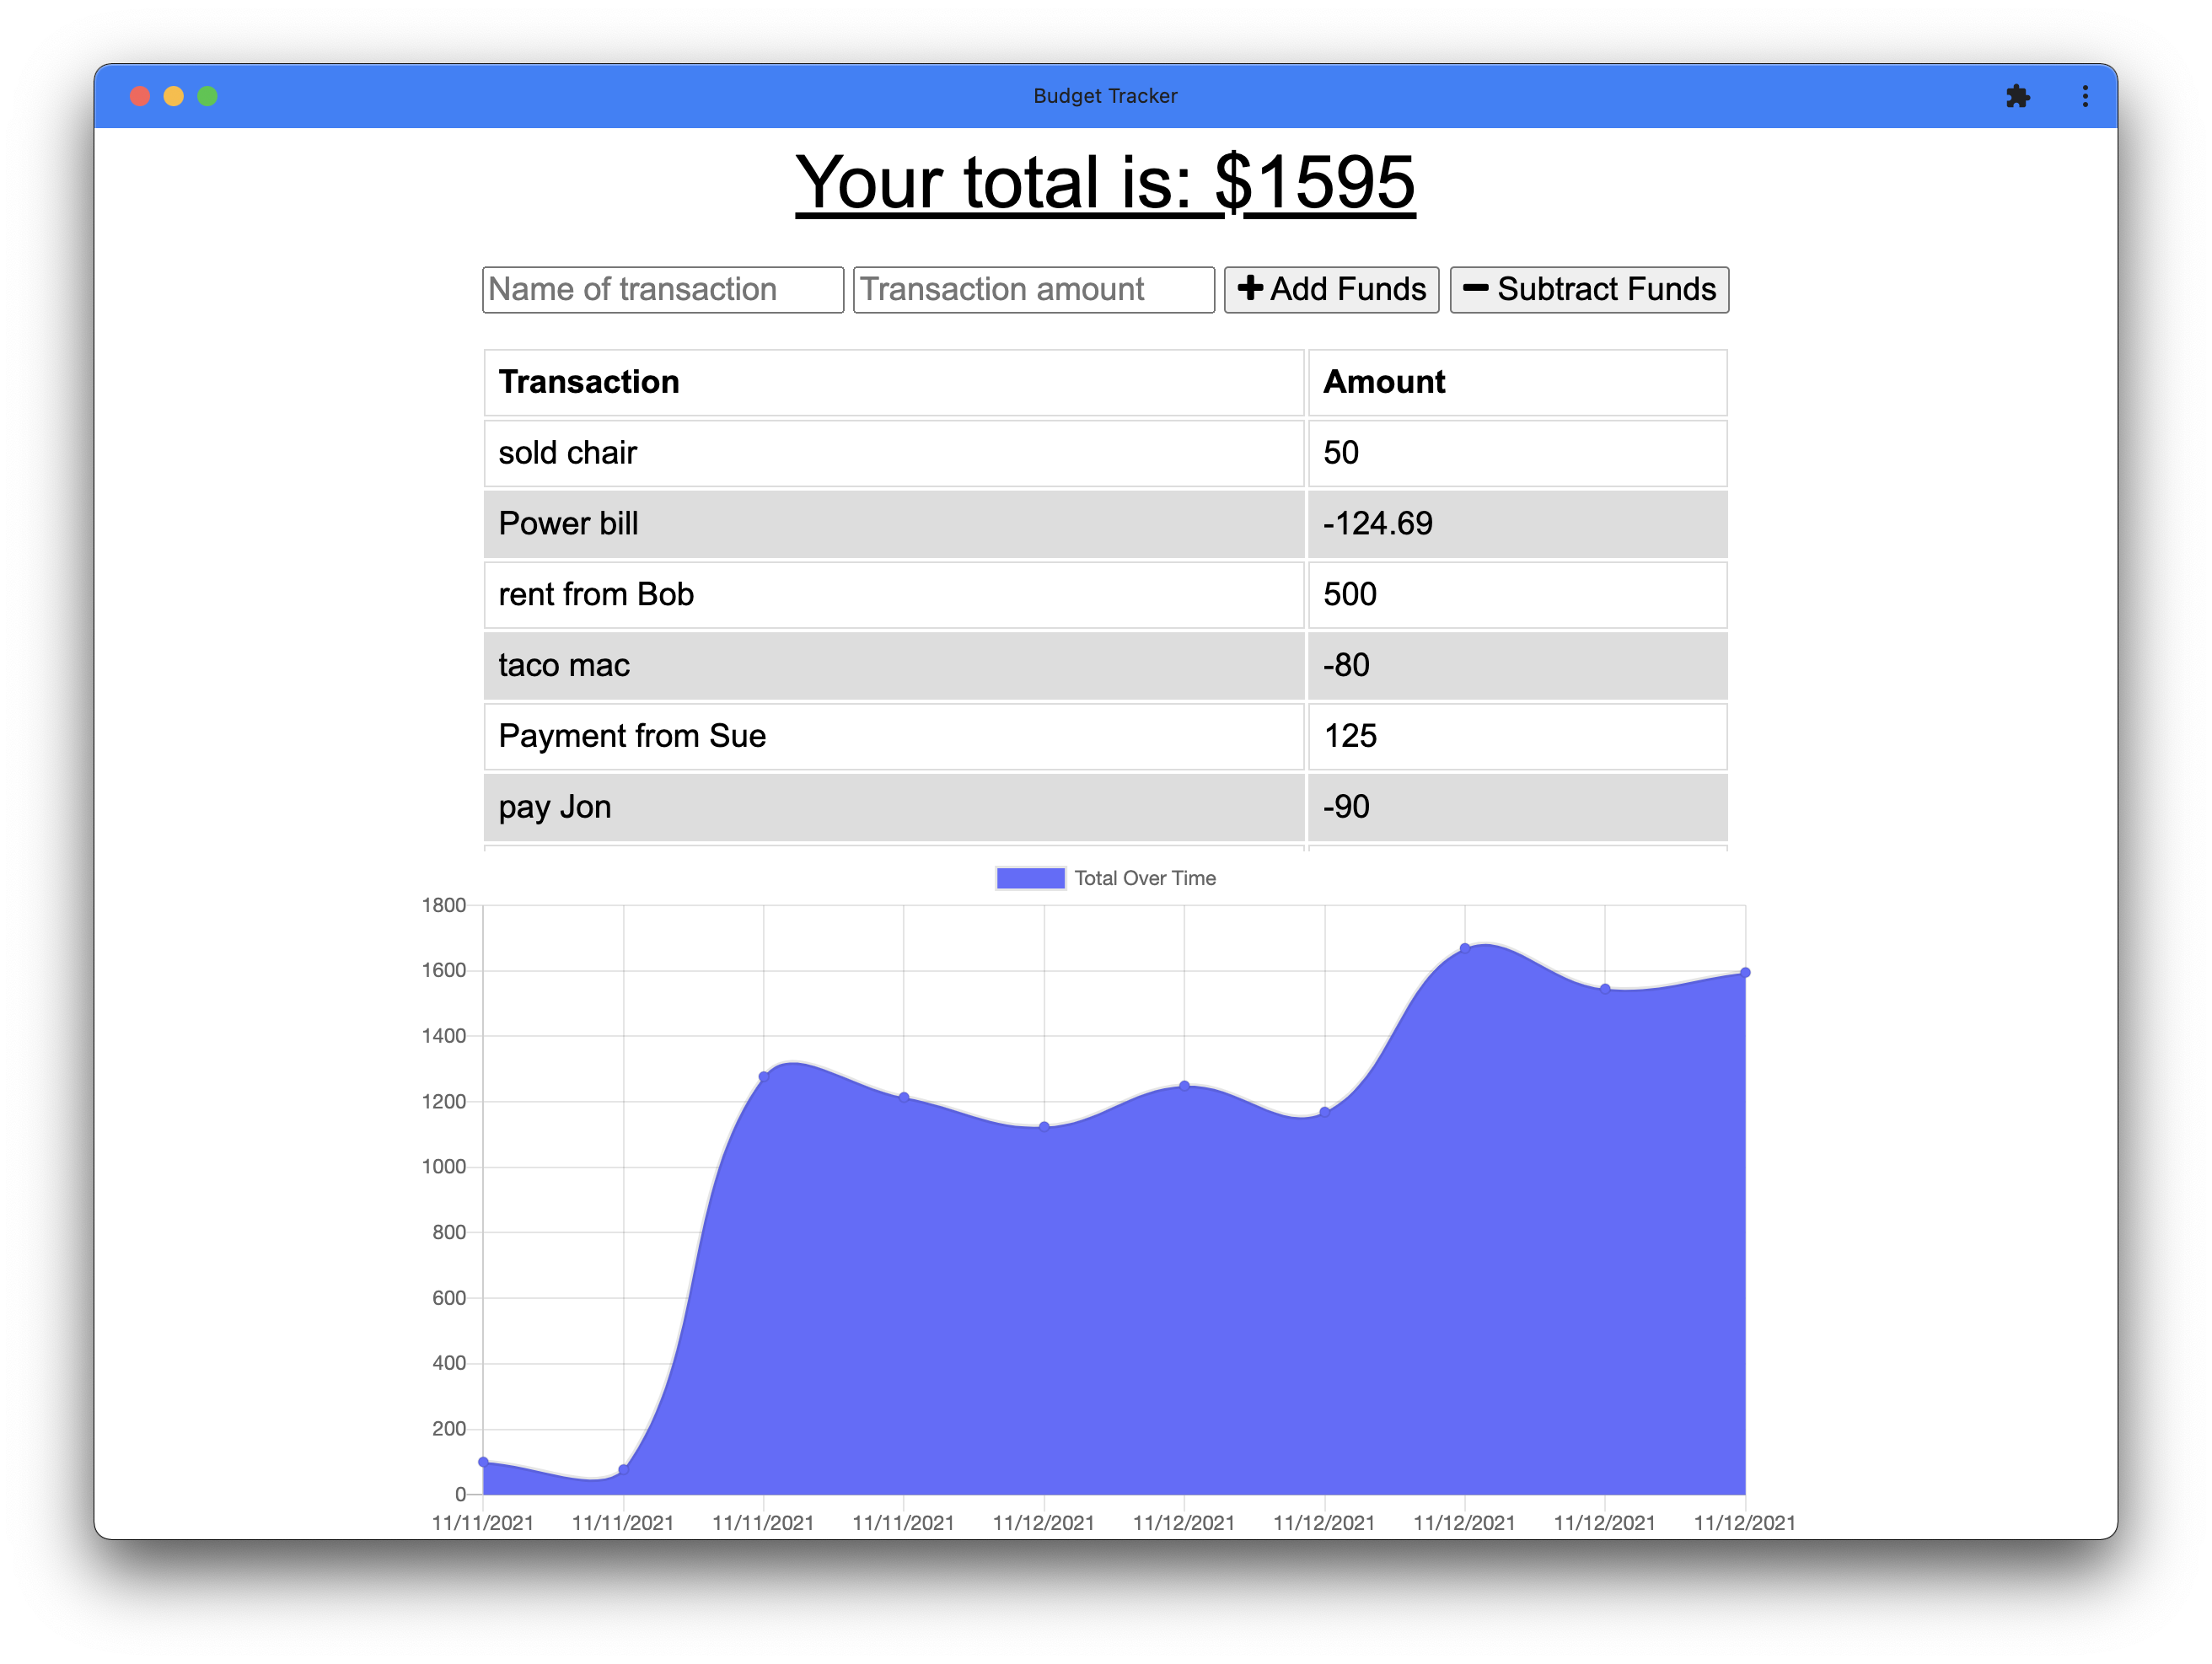 Budget Tracker
Your total is: $1595
Name of transaction Transaction amount Add Funds Subtract Funds
Transaction Amount
sold chair 50
Power bill -124.69
rent from Bob 500
taco mac -80
Payment from Sue 125
pay Jon -90
Total Over Time
1800
1600
1400
1200
1000
800
600
400
200
0
11/11/2021 11/11/2021 11/11/2021 11/11/2021 11/12/2021 11/12/2021 11/12/2021 11/12/2021 11/12/2021 11/12/2021